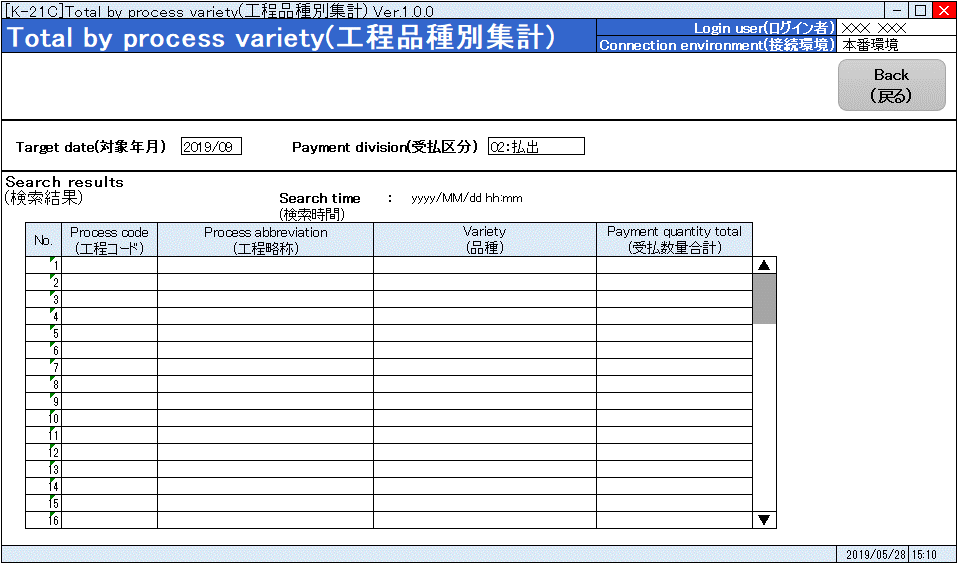 [K-21C]Total by process variety(工程品種別集計) Ver.1.0.0
Total by process variety(工程品種別集計)
Login user(ログイン者) ××× ×××
Connection environment(接続環境) 本番環境
Back
(戻る)
Target date(対象年月) 2019/09 Payment division(受払区分) 02:払出
Search results
(検索結果)
Search time : yyyy/MM/dd hh:mm
(検索時間)
No. Process code Process abbreviation Variety Payment quantity total
(工程コード) (工程略称) (品種) (受払数量合計)
1
2
3
4
5
6
7
8
9
10
11
12
13
14
15
16
2019/05/28 15:10